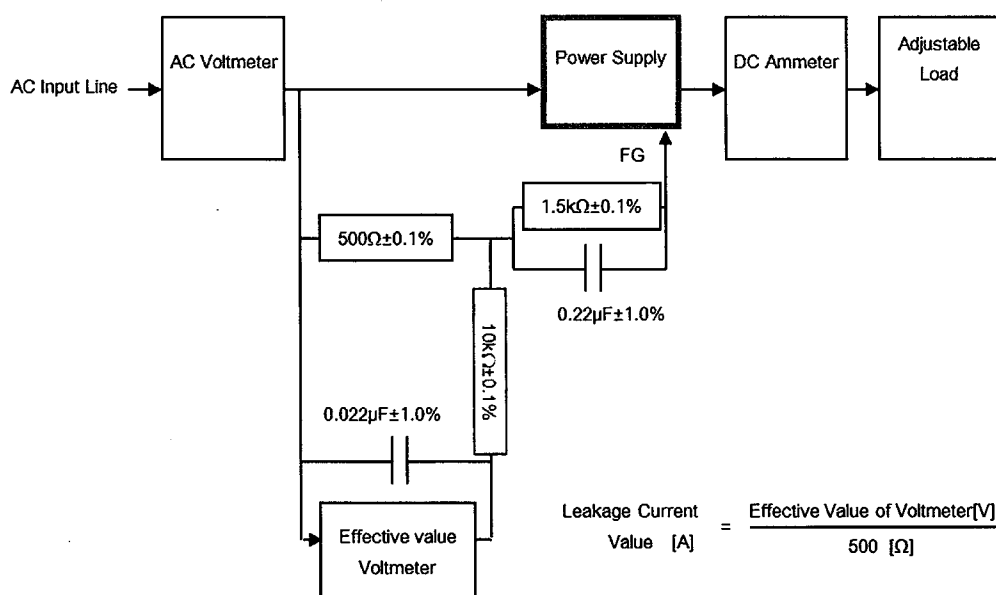 AC Voltmeter
Power Supply
DC Ammeter
Adjustable
Load
AC Input Line
FG
1.5kΩ±0.1%
500Ω±0.1%
0.22µF±1.0%
10kΩ±0.1%
0.022µF±1.0%
Effective value
Voltmeter
Leakage Current
Value [A]
=
Effective Value of Voltmeter[V]
500 [Ω]